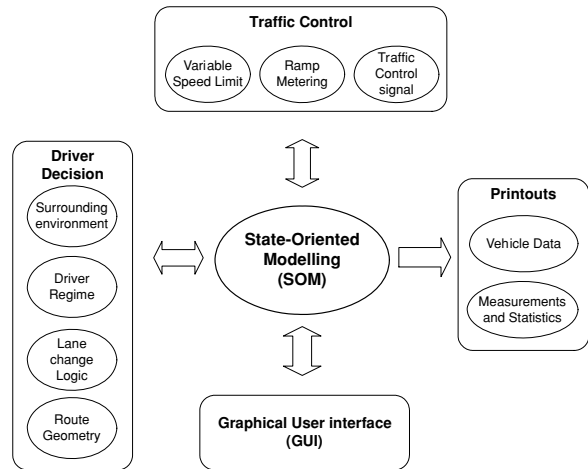 Traffic Control
Variable
Speed Limit
Ramp
Metering
Traffic
Control
signal
Driver
Decision
Surrounding
environment
Driver
Regime
Lane
change
Logic
Route
Geometry
State-Oriented
Modelling
(SOM)
Printouts
Vehicle Data
Measurements
and Statistics
Graphical User interface
(GUI)